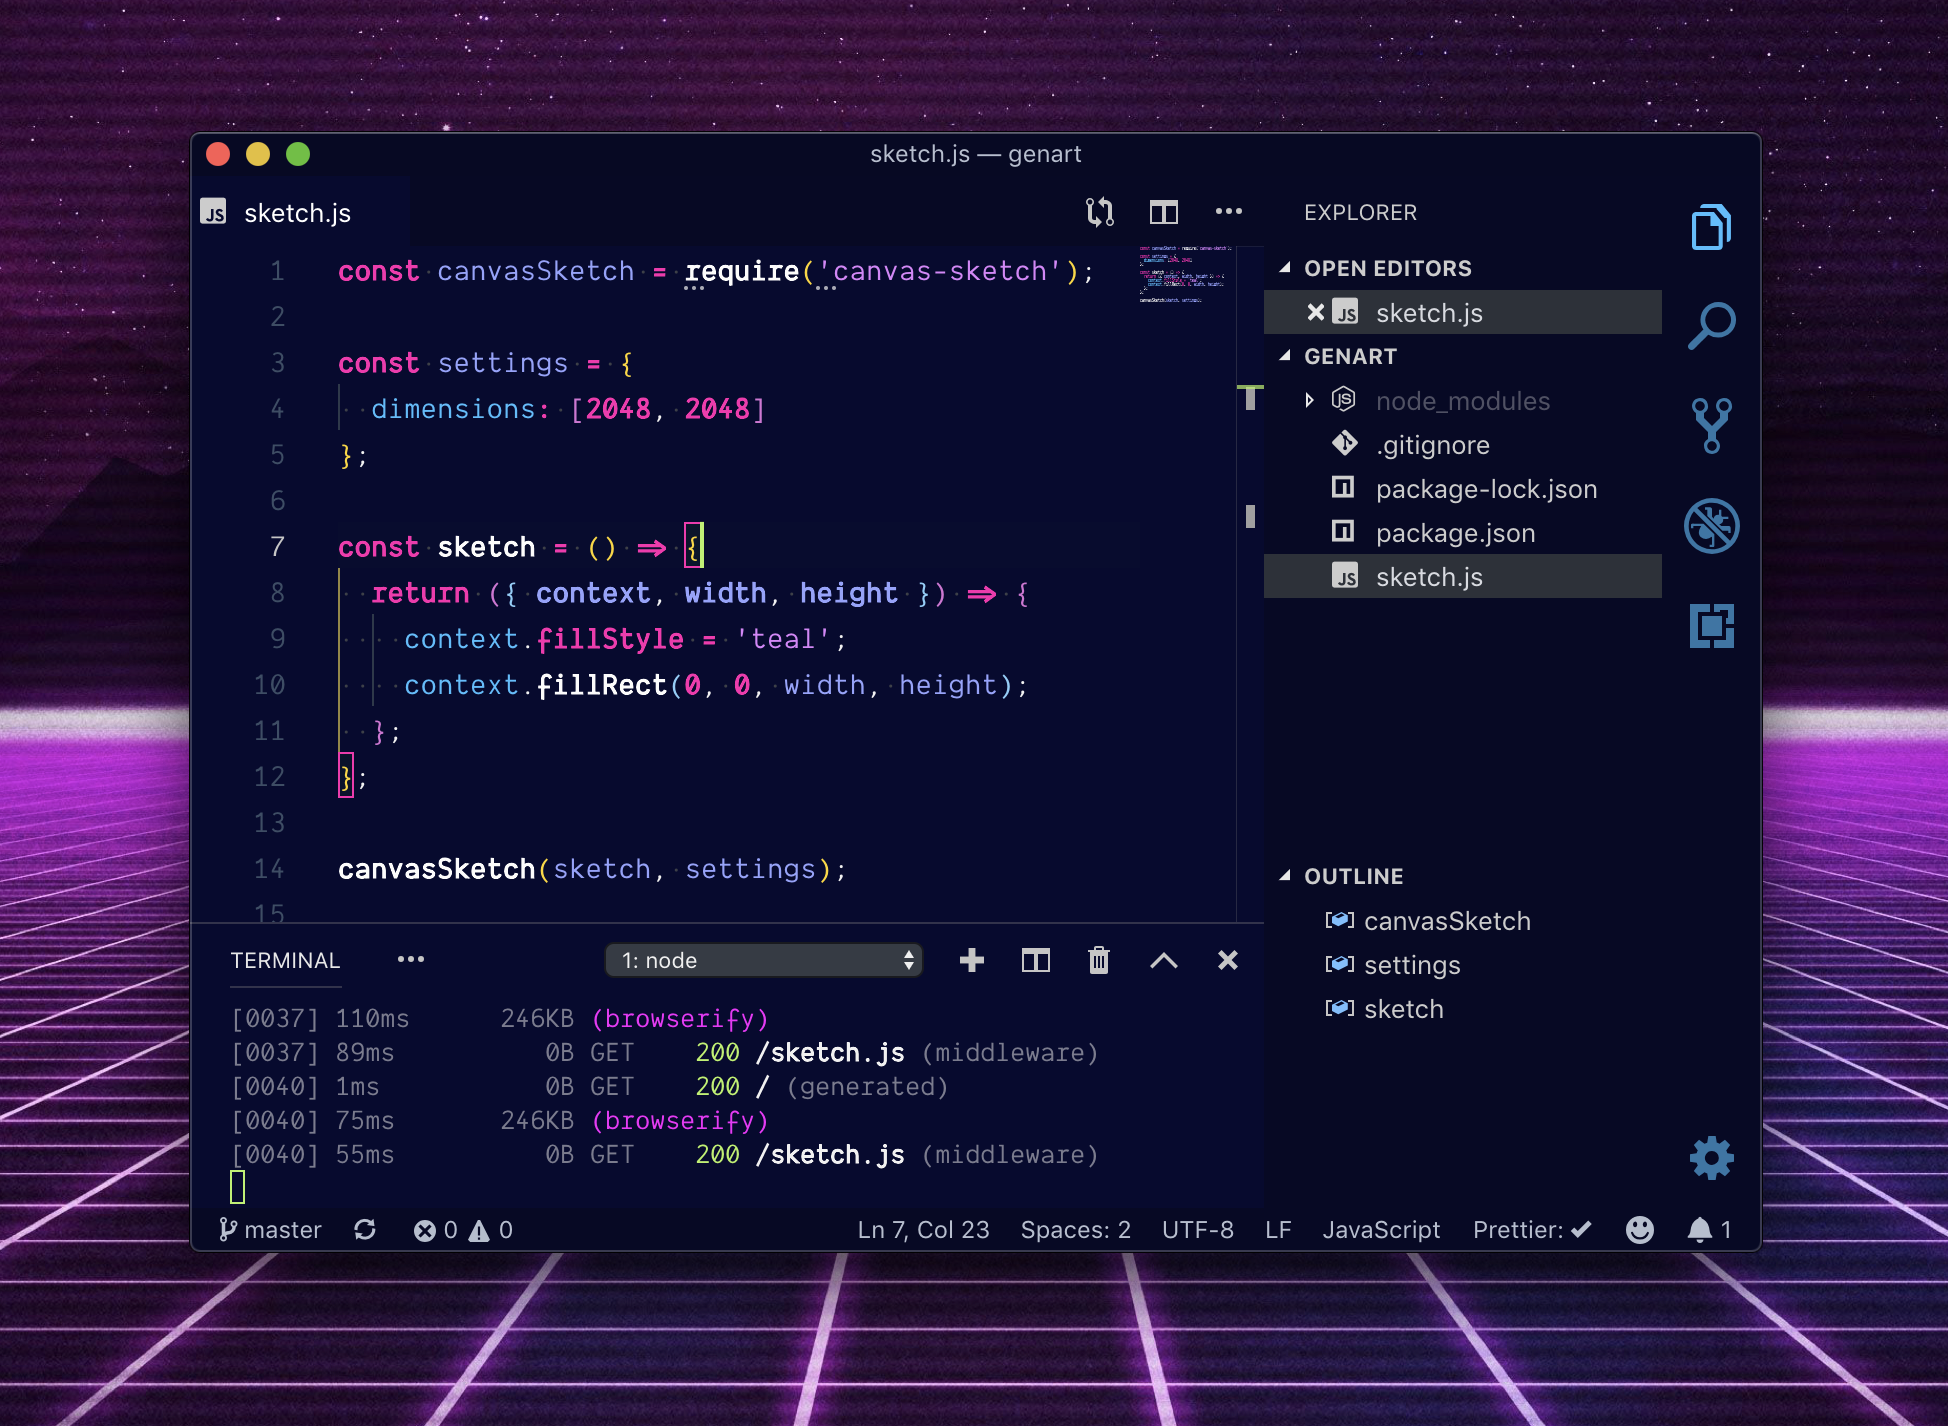 sketch.js — genart
JS sketch.js
1 const canvasSketch = require('canvas-sketch');
2
3 const settings = {
4 dimensions: [2048, 2048]
5 };
6
7 const sketch = () => {
8 return ({ context, width, height }) => {
9 context.fillStyle = 'teal';
10 context.fillRect(0, 0, width, height);
11 };
12 };
13
14 canvasSketch(sketch, settings);
15
EXPLORER
OPEN EDITORS
JS sketch.js
GENART
JS node_modules
.gitignore
package-lock.json
package.json
JS sketch.js
OUTLINE
canvasSketch
settings
sketch
TERMINAL 1: node
[0037] 110ms 246KB (browserify)
[0037] 89ms 0B GET 200 /sketch.js (middleware)
[0040] 1ms 0B GET 200 / (generated)
[0040] 75ms 246KB (browserify)
[0040] 55ms 0B GET 200 /sketch.js (middleware)
master 0 0 Ln 7, Col 23 Spaces: 2 UTF-8 LF JavaScript Prettier: ✔ 1